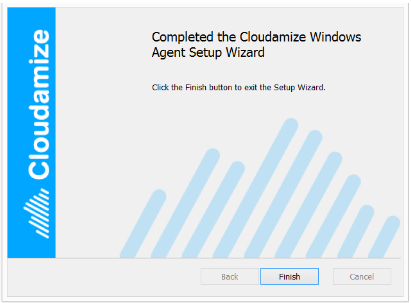 Cloudamize
Completed the Cloudamize Windows
Agent Setup Wizard
Click the Finish button to exit the Setup Wizard.
Back
Finish
Cancel